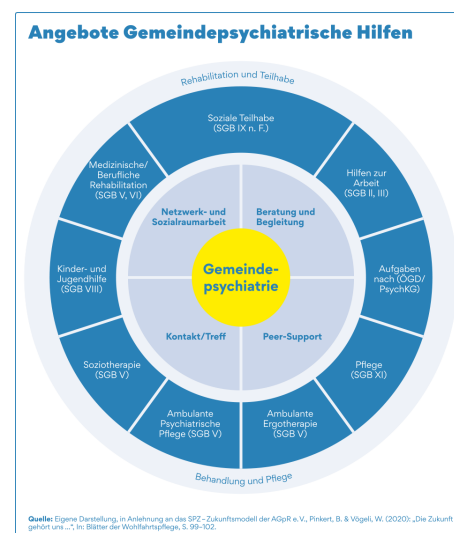 Angebote Gemeindepsychiatrische Hilfen
Rehabilitation und Teilhabe
Soziale Teilhabe
(SGB IX n. F.)
Medizinische/
Berufliche
Rehabilitation
(SGB V, VI)
Hilfen zur
Arbeit
(SGB II, III)
Netzwerk- und
Sozialraumarbeit
Beratung und
Begleitung
Kinder- und
Jugendhilfe
(SGB VIII)
Gemeinde-
psychiatrie
Aufgaben
nach (ÖGD/
PsychKG)
Kontakt/Treff
Peer-Support
Soziotherapie
(SGB V)
Pflege
(SGB XI)
Ambulante
Psychiatrische
Pflege (SGB V)
Ambulante
Ergotherapie
(SGB V)
Behandlung und Pflege
Quelle: Eigene Darstellung, in Anlehnung an das SPZ – Zukunftsmodell der AGpR e. V., Pinkert, B. & Vögeli, W. (2020): „Die Zukunft
gehört uns …“, In: Blätter der Wohlfahrtspflege, S. 99–102.